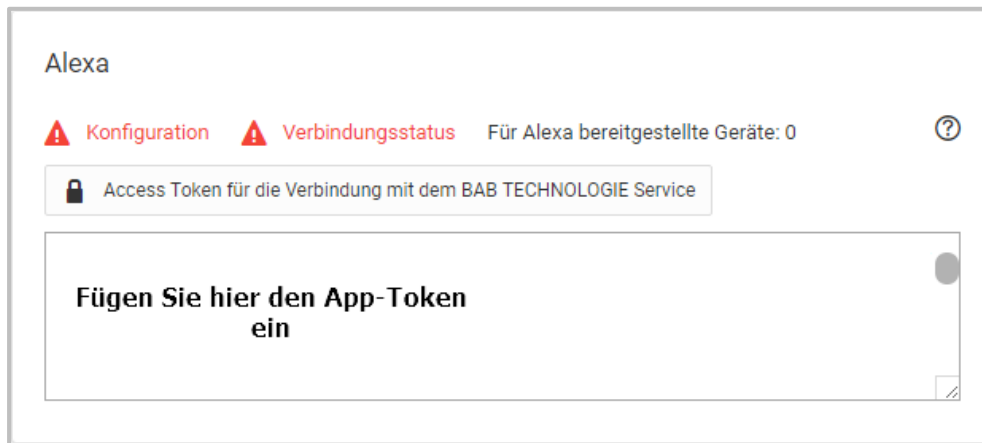 Alexa
Konfiguration Verbindungsstatus Für Alexa bereitgestellte Geräte: 0
Access Token für die Verbindung mit dem BAB TECHNOLOGIE Service
Fügen Sie hier den App-Token
ein